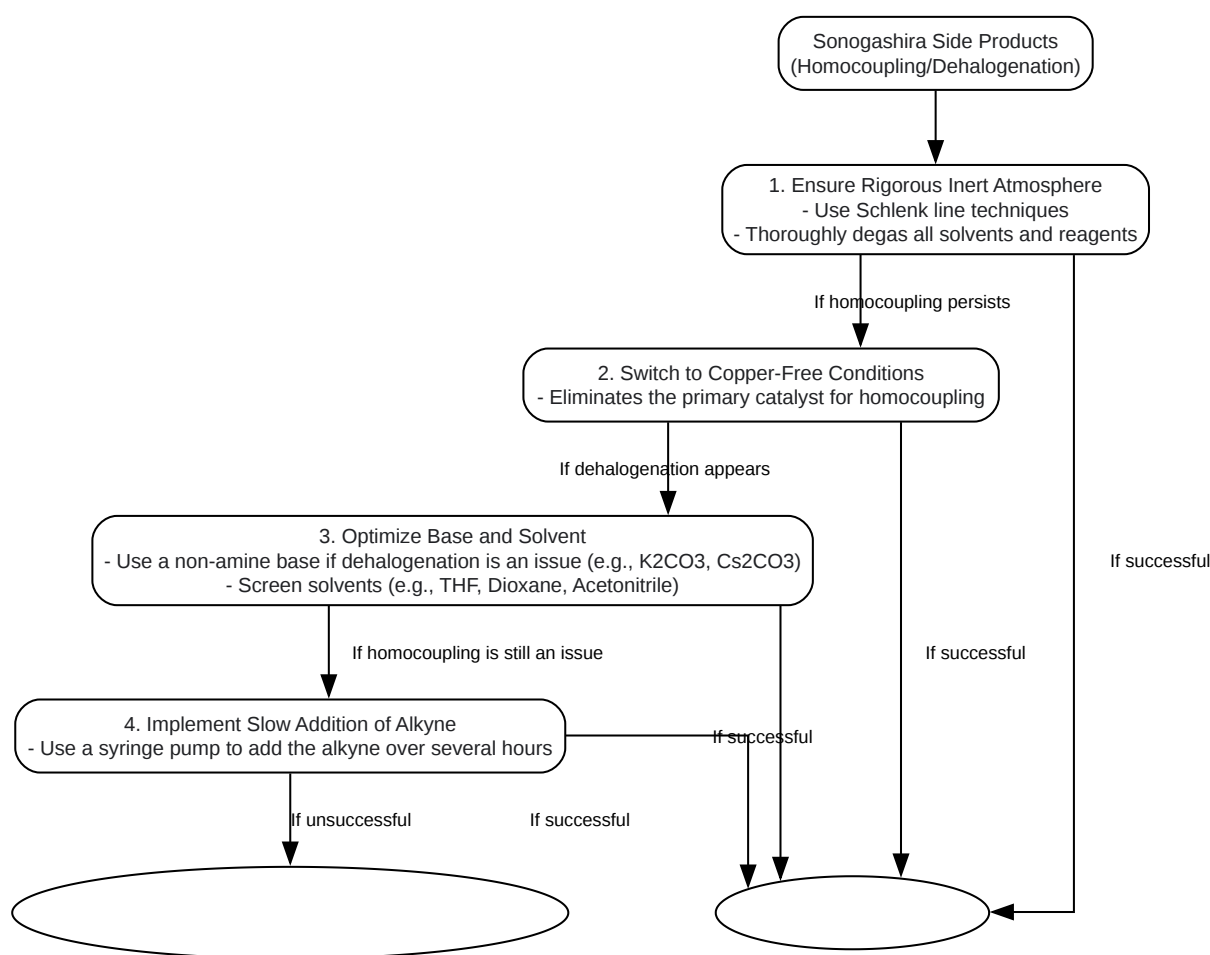 Sonogashira Side Products
(Homocoupling/Dehalogenation)
1. Ensure Rigorous Inert Atmosphere
- Use Schlenk line techniques
- Thoroughly degas all solvents and reagents
If homocoupling persists
2. Switch to Copper-Free Conditions
- Eliminates the primary catalyst for homocoupling
If dehalogenation appears
3. Optimize Base and Solvent
- Use a non-amine base if dehalogenation is an issue (e.g., K2CO3, Cs2CO3)
- Screen solvents (e.g., THF, Dioxane, Acetonitrile)
If successful
If homocoupling is still an issue
If successful
4. Implement Slow Addition of Alkyne
- Use a syringe pump to add the alkyne over several hours
If successful
If unsuccessful
If successful